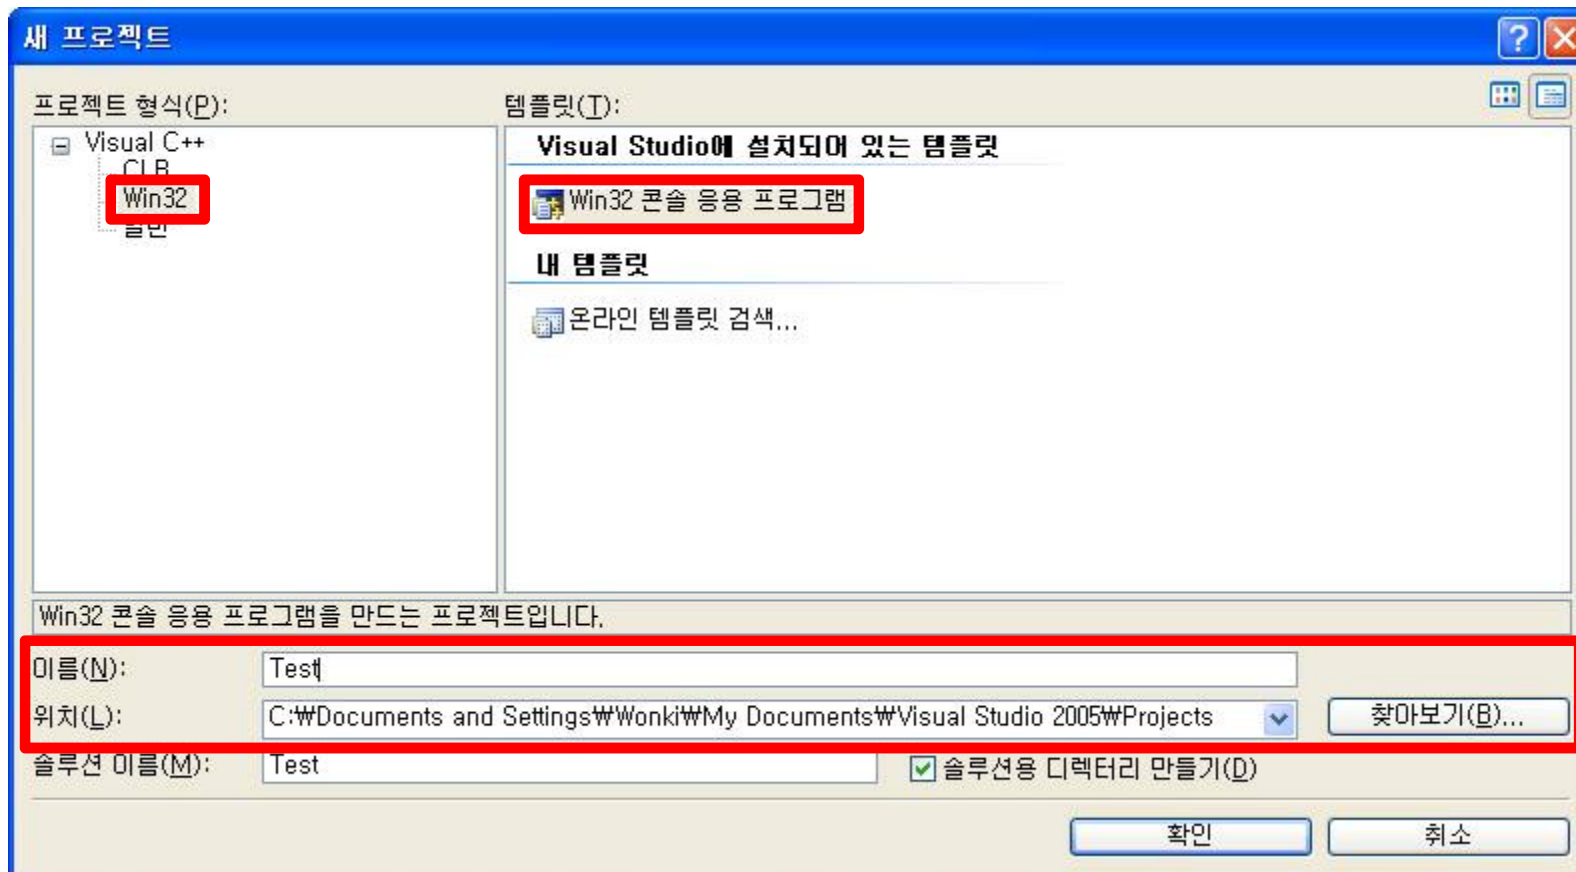 새 프로젝트
프로젝트 형식(P):
템플릿(T):
Visual C++
CLR
Win32
일반
Visual Studio에 설치되어 있는 템플릿
Win32 콘솔 응용 프로그램
내 템플릿
온라인 템플릿 검색...
Win32 콘솔 응용 프로그램을 만드는 프로젝트입니다.
이름(N): Test
위치(L): C:₩Documents and Settings₩Wonki₩My Documents₩Visual Studio 2005₩Projects 찾아보기(B)...
솔루션 이름(M): Test 솔루션용 디렉터리 만들기(D)
확인 취소